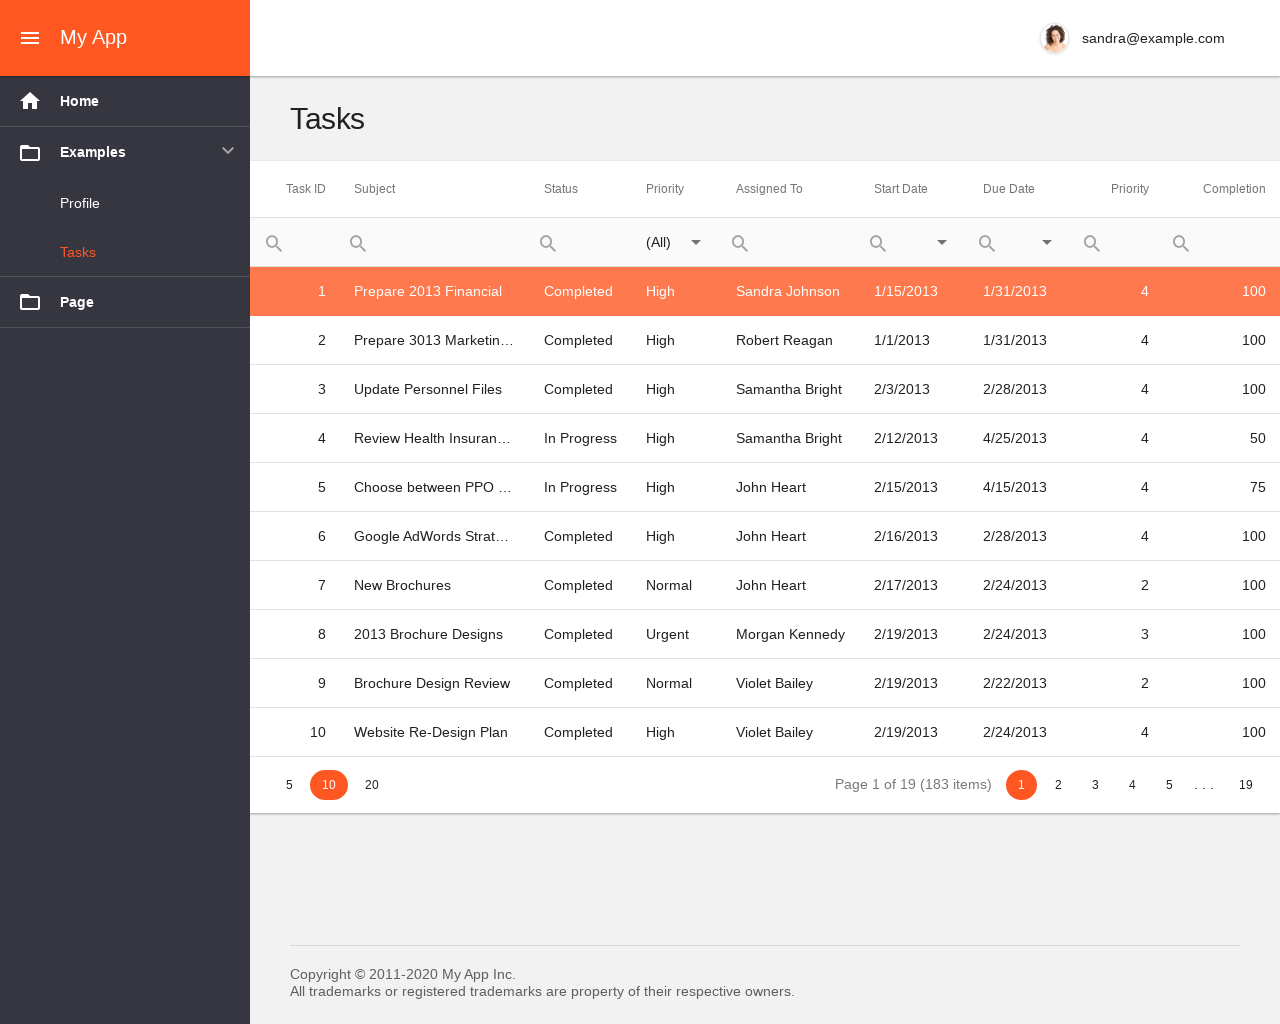 My App
sandra@example.com
Home
Examples
Profile
Tasks
Page
Tasks
Task ID Subject Status Priority Assigned To Start Date Due Date Priority Completion
(All)
1 Prepare 2013 Financial Completed High Sandra Johnson 1/15/2013 1/31/2013 4 100
2 Prepare 3013 Marketin… Completed High Robert Reagan 1/1/2013 1/31/2013 4 100
3 Update Personnel Files Completed High Samantha Bright 2/3/2013 2/28/2013 4 100
4 Review Health Insuran… In Progress High Samantha Bright 2/12/2013 4/25/2013 4 50
5 Choose between PPO … In Progress High John Heart 2/15/2013 4/15/2013 4 75
6 Google AdWords Strat… Completed High John Heart 2/16/2013 2/28/2013 4 100
7 New Brochures Completed Normal John Heart 2/17/2013 2/24/2013 2 100
8 2013 Brochure Designs Completed Urgent Morgan Kennedy 2/19/2013 2/24/2013 3 100
9 Brochure Design Review Completed Normal Violet Bailey 2/19/2013 2/22/2013 2 100
10 Website Re-Design Plan Completed High Violet Bailey 2/19/2013 2/24/2013 4 100
5 10 20 Page 1 of 19 (183 items) 1 2 3 4 5 . . . 19
Copyright © 2011-2020 My App Inc.
All trademarks or registered trademarks are property of their respective owners.